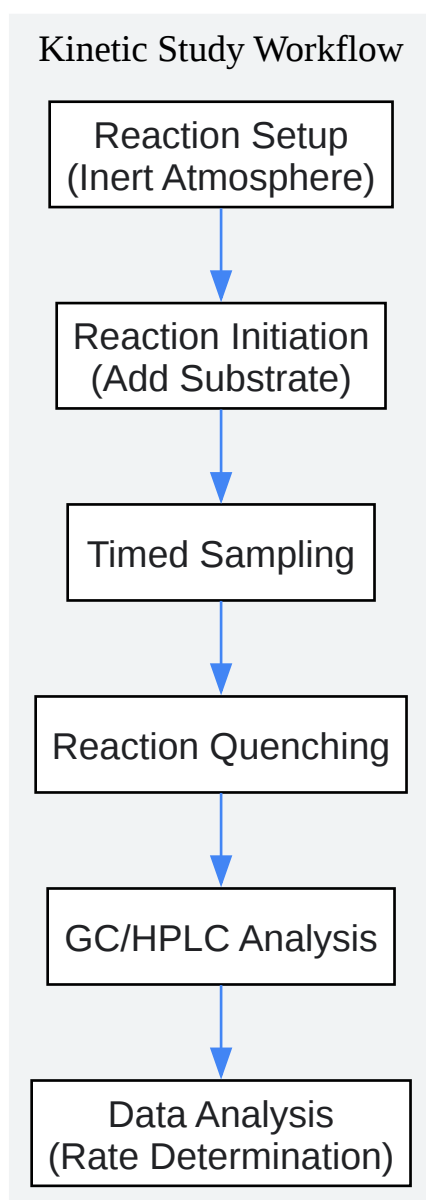 Kinetic Study Workflow
Reaction Setup
(Inert Atmosphere)
Reaction Initiation
(Add Substrate)
Timed Sampling
Reaction Quenching
GC/HPLC Analysis
Data Analysis
(Rate Determination)